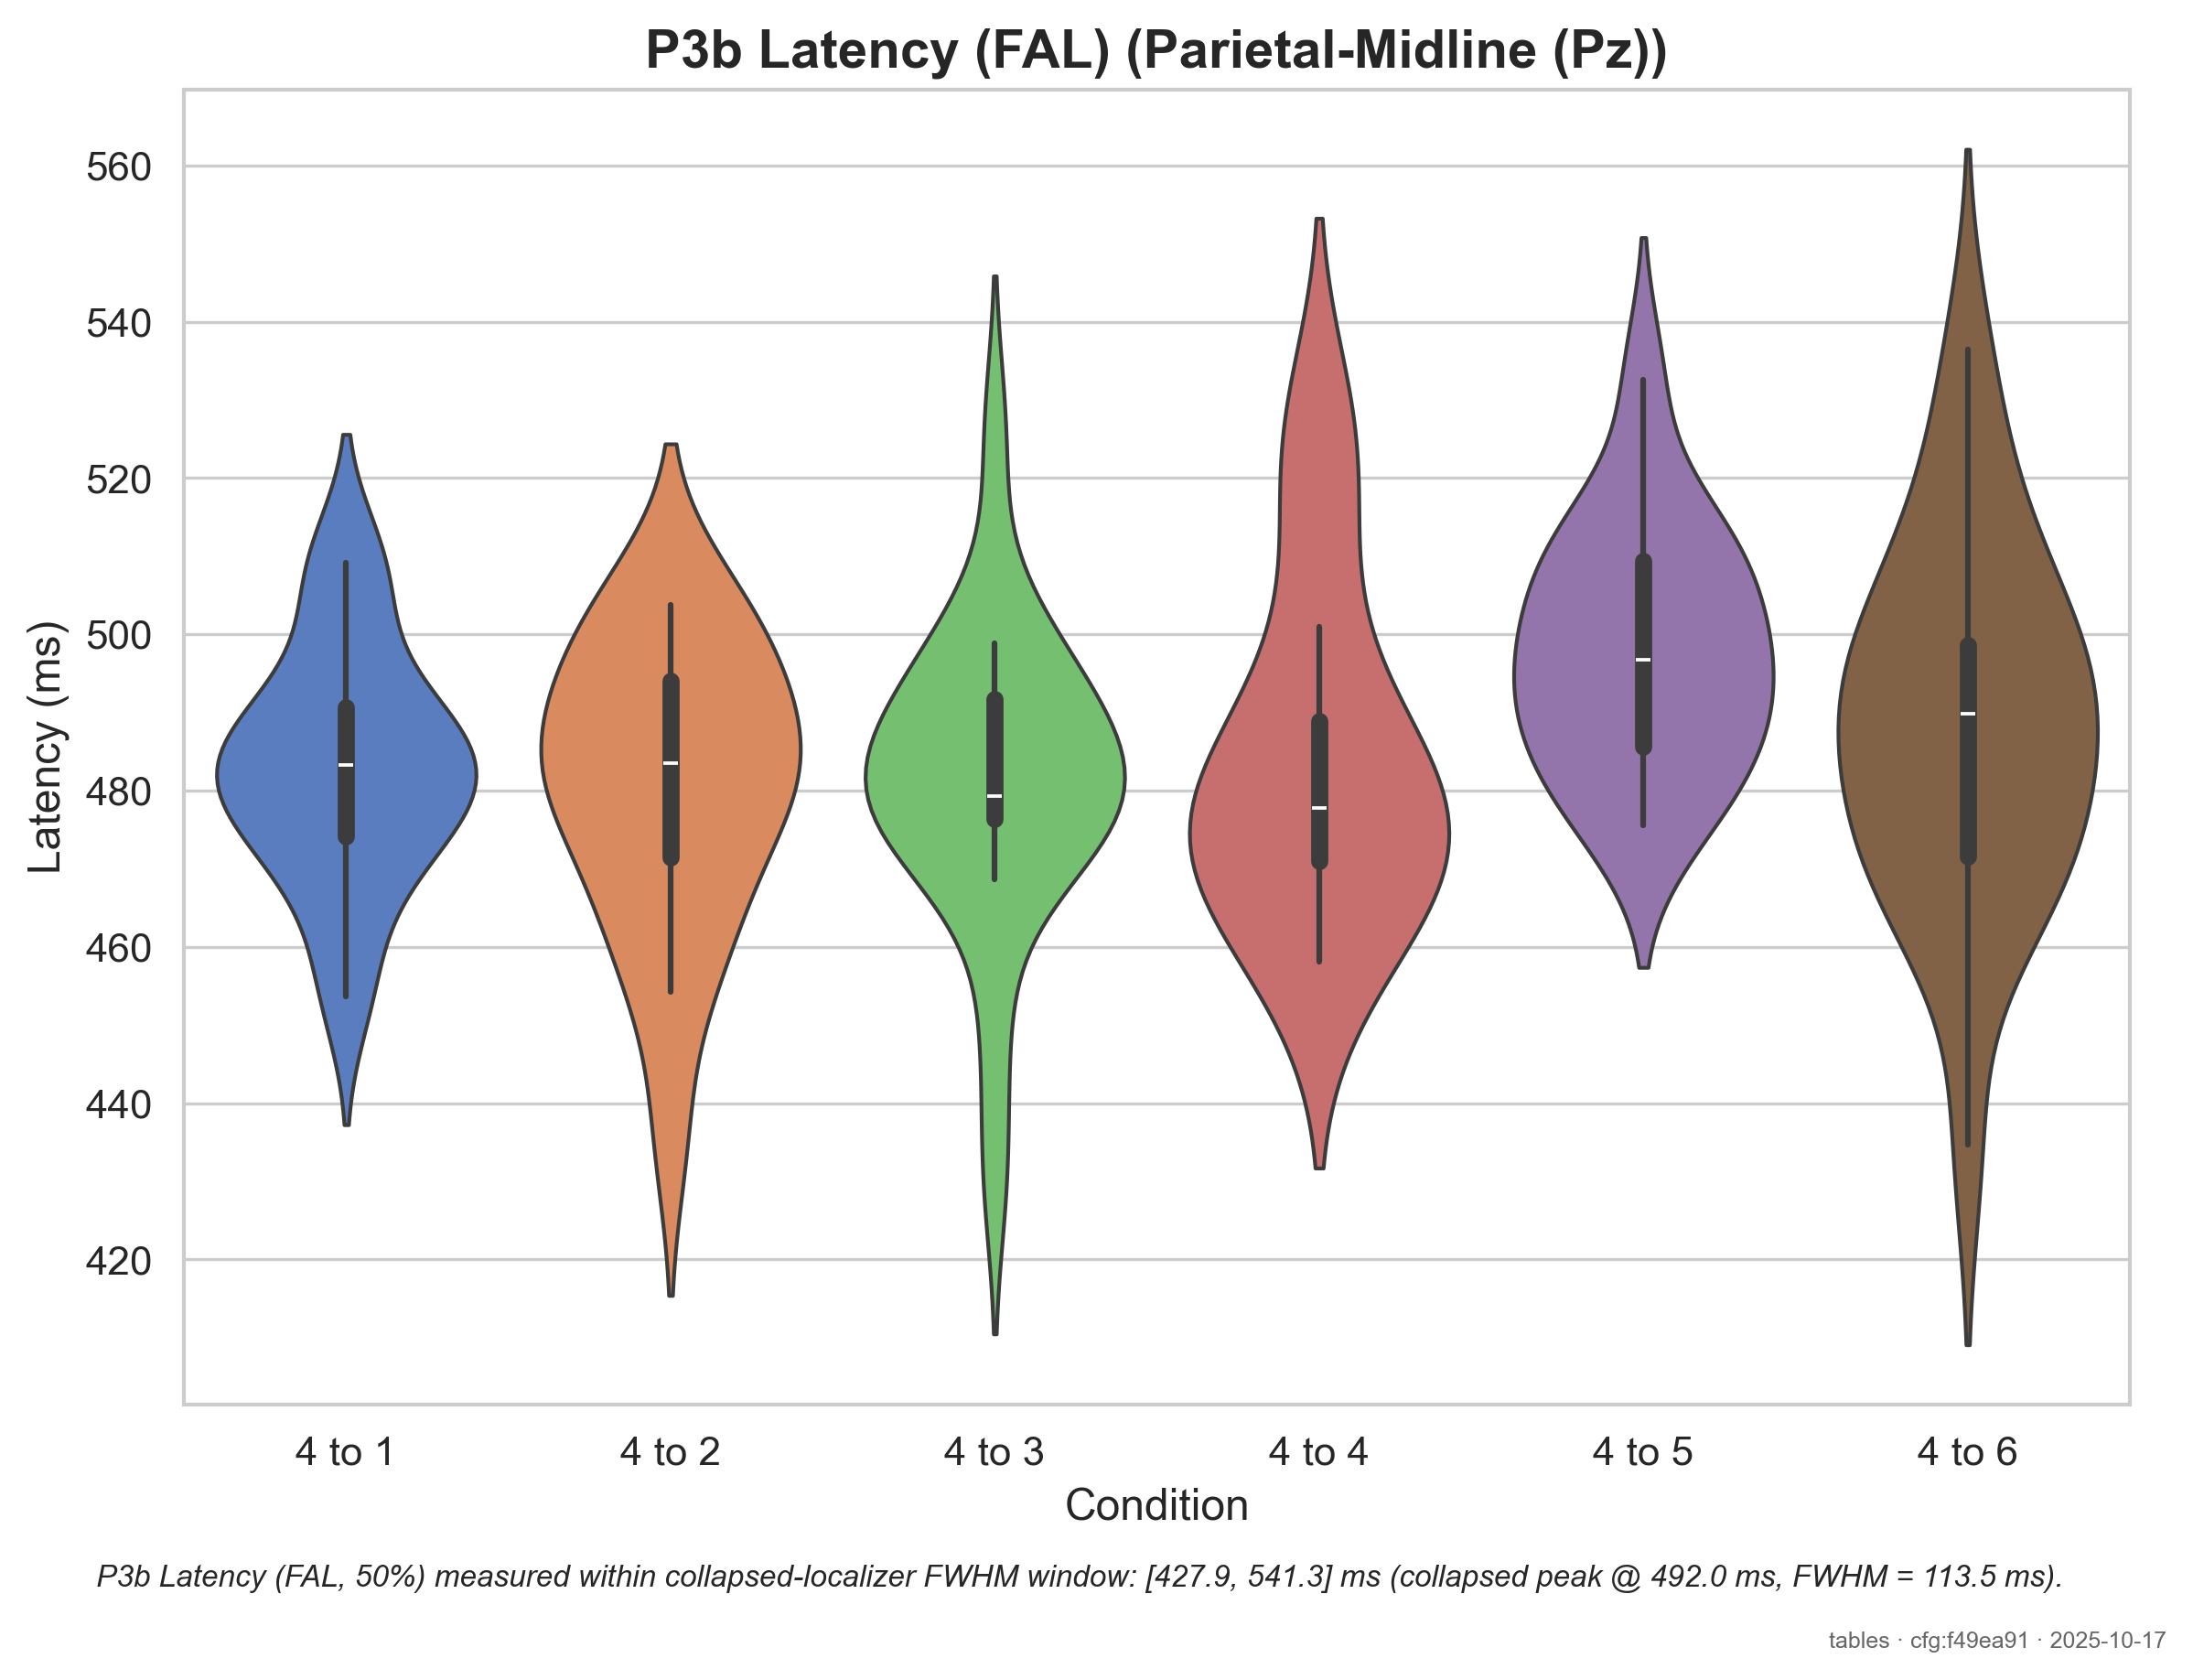 P3b Latency (FAL) (Parietal-Midline (Pz))
Latency (ms)
560
540
520
500
480
460
440
420
4 to 1 4 to 2 4 to 3 4 to 4 4 to 5 4 to 6
Condition
P3b Latency (FAL, 50%) measured within collapsed-localizer FWHM window: [427.9, 541.3] ms (collapsed peak @ 492.0 ms, FWHM = 113.5 ms).
tables · cfg:f49ea91 · 2025-10-17